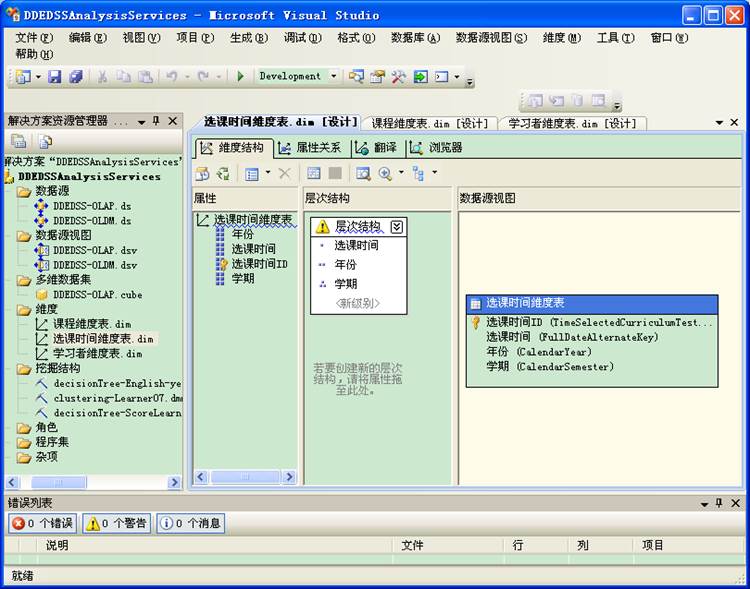 DDEDSSAnalysisServices - Microsoft Visual Studio
文件(F) 编辑(E) 视图(V) 项目(P) 生成(B) 调试(D) 格式(O) 数据库(A) 数据源视图(S) 维度(M) 工具(T) 窗口(W)
帮助(H)
Development
解决方案资源管理器 ...
解决方案 “DDEDSSAnalysisServices”
DDEDSSAnalysisServices
数据源
DDEDSS-OLAP.ds
DDEDSS-OLDM.ds
数据源视图
DDEDSS-OLAP.dsv
DDEDSS-OLDM.dsv
多维数据集
DDEDSS-OLAP.cube
维度
课程维度表.dim
选课时间维度表.dim
学习者维度表.dim
挖掘结构
decisionTree-English-ye
clustering-Learner07.dm
decisionTree-ScoreLearn
角色
程序集
杂项
选课时间维度表.dim [设计] 课程维度表.dim [设计] 学习者维度表.dim [设计]
维度结构 属性关系 翻译 浏览器
属性
选课时间维度表
年份
选课时间
选课时间ID
学期
层次结构
层次结构
选课时间
年份
学期
<新级别>
若要创建新的层次
结构，请将属性拖
至此处。
数据源视图
选课时间维度表
选课时间ID (TimeSelectedCurriculumTest...
选课时间 (FullDateAlternateKey)
年份 (CalendarYear)
学期 (CalendarSemester)
错误列表
0 个错误 0 个警告 0 个消息
说明 文件 行 列 项目
就绪